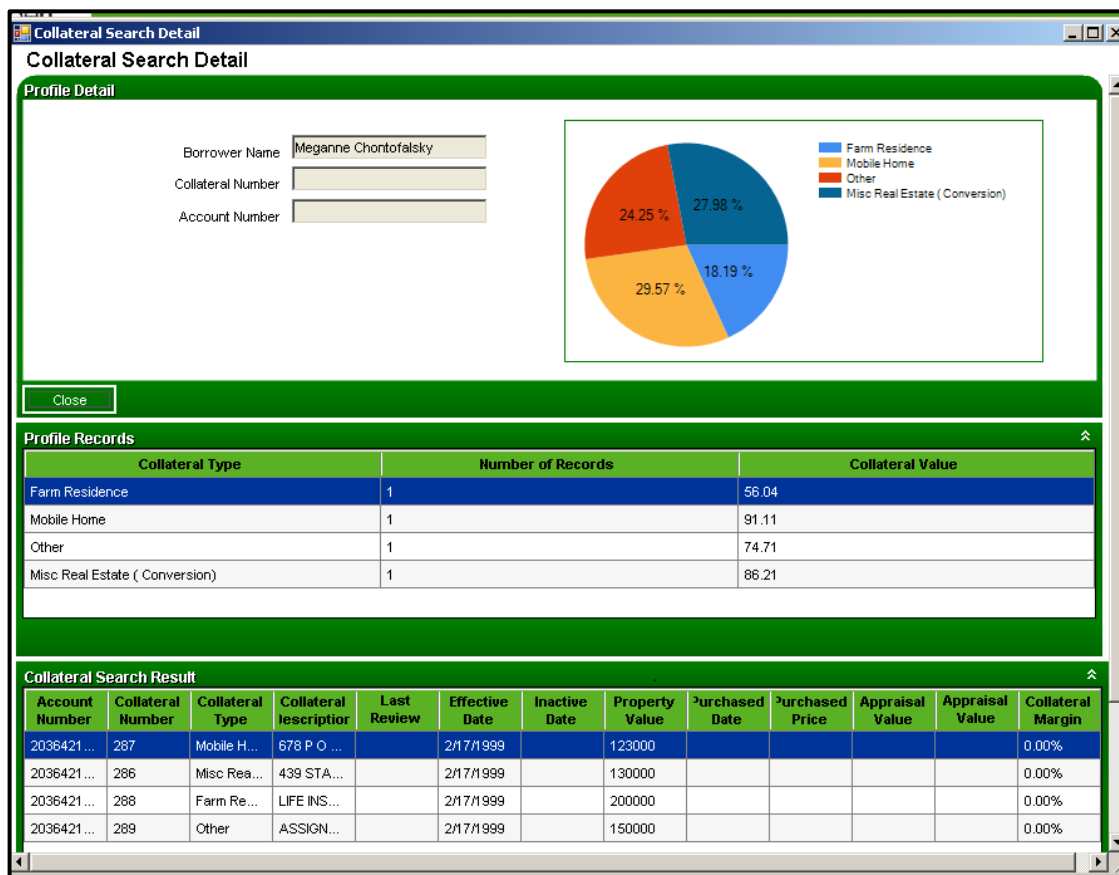 Collateral Search Detail
Collateral Search Detail
Profile Detail
Borrower Name Meganne Chontofalsky
Collateral Number
Account Number
24.25 %
27.98 %
18.19 %
29.57 %
Farm Residence
Mobile Home
Other
Misc Real Estate ( Conversion)
Close
Profile Records
Collateral Type Number of Records Collateral Value
Farm Residence 1 56.04
Mobile Home 1 91.11
Other 1 74.71
Misc Real Estate ( Conversion) 1 86.21
Collateral Search Result
Account Number Collateral Number Collateral Type Collateral Description Last Review Effective Date Inactive Date Property Value Purchased Date Purchased Price Appraisal Value Appraisal Value Collateral Margin
2036421... 287 Mobile H... 678 P O ... 2/17/1999 123000 0.00%
2036421... 286 Misc Rea... 439 STA... 2/17/1999 130000 0.00%
2036421... 288 Farm Re... LIFE INS... 2/17/1999 200000 0.00%
2036421... 289 Other ASSIGN... 2/17/1999 150000 0.00%